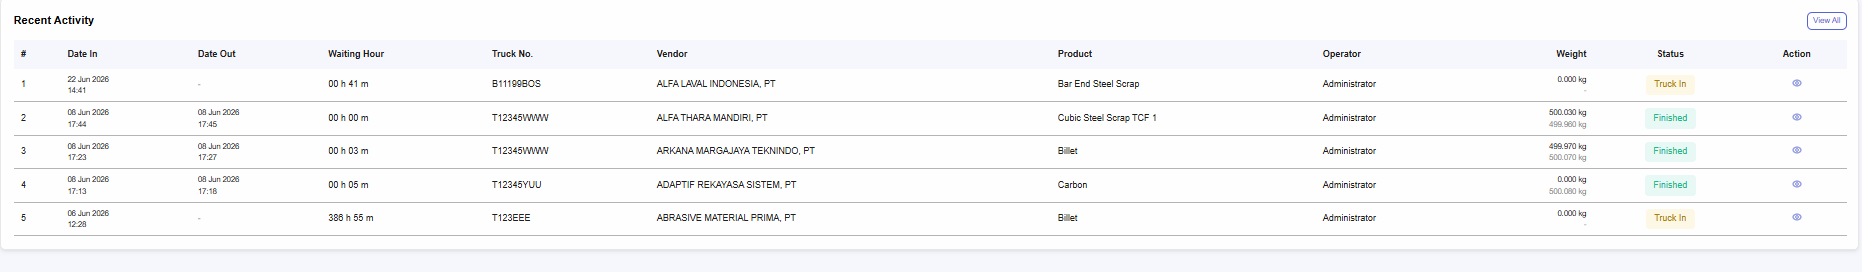 Recent Activity
View All
# Date In Date Out Waiting Hour Truck No. Vendor Product Operator Weight Status Action
1 22 Jun 2026 14:41 - 00 h 41 m B11199BOS ALFA LAVAL INDONESIA, PT Bar End Steel Scrap Administrator 0.000 kg - Truck In
2 08 Jun 2026 17:44 08 Jun 2026 17:45 00 h 00 m T12345WWW ALFA THARA MANDIRI, PT Cubic Steel Scrap TCF 1 Administrator 500.030 kg 499.960 kg Finished
3 08 Jun 2026 17:23 08 Jun 2026 17:27 00 h 03 m T12345WWW ARKANA MARGAJAYA TEKNINDO, PT Billet Administrator 499.970 kg 500.070 kg Finished
4 08 Jun 2026 17:13 08 Jun 2026 17:18 00 h 05 m T12345YUU ADAPTIF REKAYASA SISTEM, PT Carbon Administrator 0.000 kg 500.080 kg Finished
5 06 Jun 2026 12:28 - 386 h 55 m T123EEE ABRASIVE MATERIAL PRIMA, PT Billet Administrator 0.000 kg - Truck In